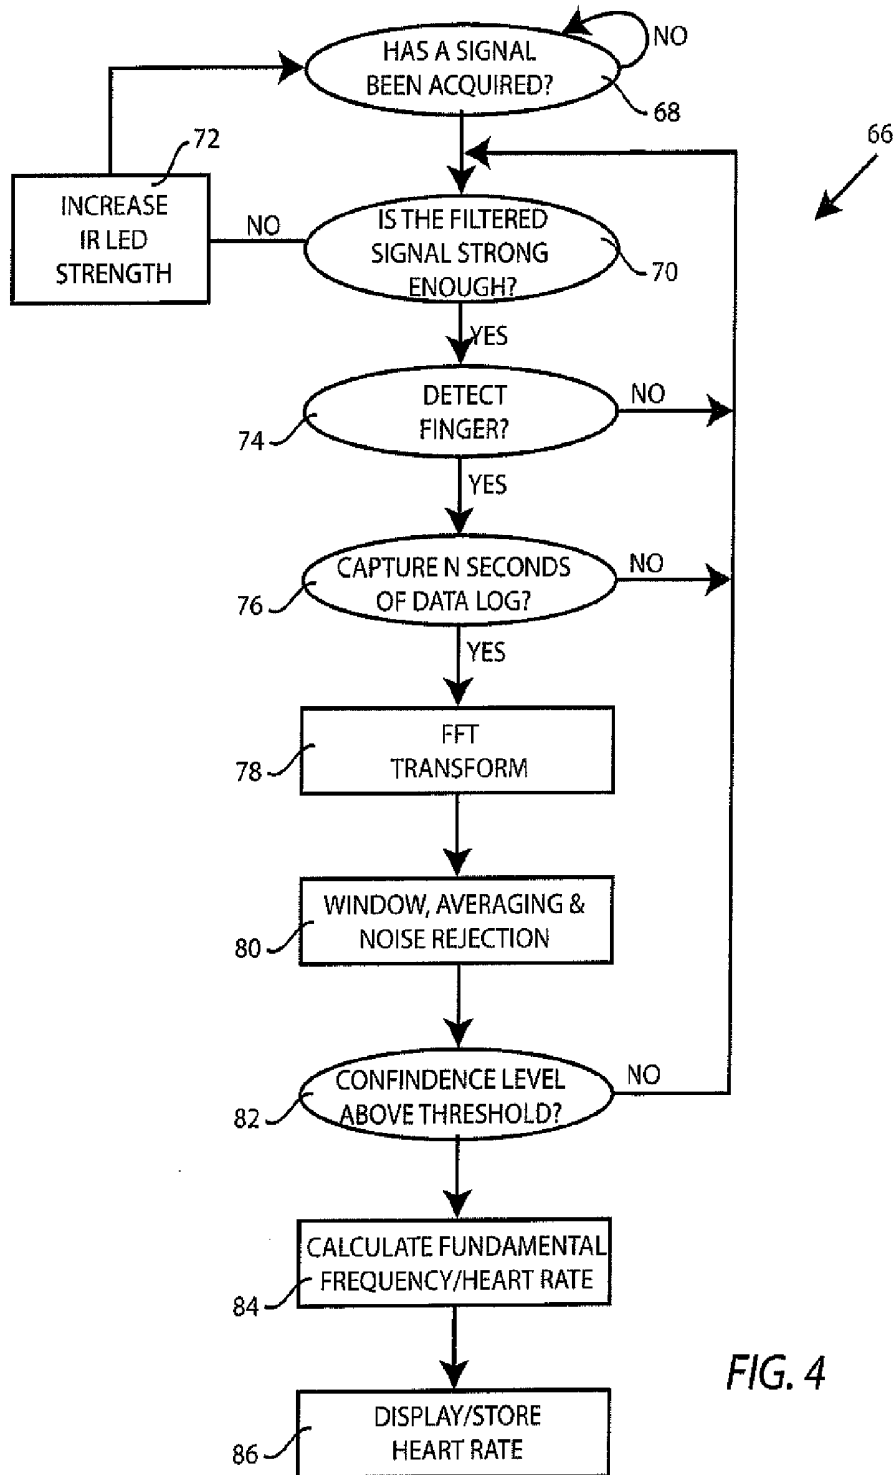 HAS A SIGNAL
BEEN ACQUIRED?
NO
68
66
72
INCREASE
IR LED
STRENGTH
NO
IS THE FILTERED
SIGNAL STRONG
ENOUGH?
70
YES
DETECT
FINGER?
NO
74
YES
CAPTURE N SECONDS
OF DATA LOG?
NO
76
YES
FFT
TRANSFORM
78
WINDOW, AVERAGING &
NOISE REJECTION
80
CONFINDENCE LEVEL
ABOVE THRESHOLD?
NO
82
CALCULATE FUNDAMENTAL
FREQUENCY/HEART RATE
84
DISPLAY/STORE
HEART RATE
86
FIG. 4